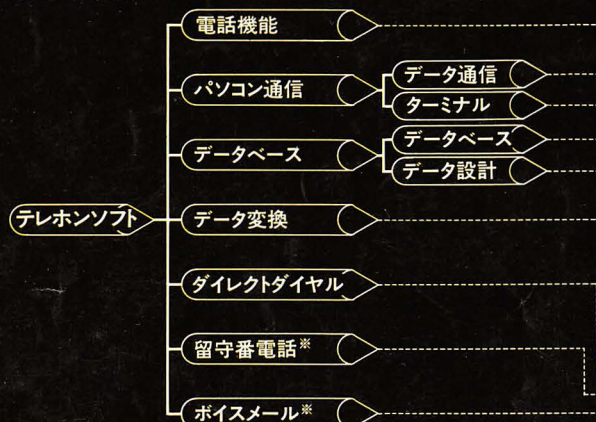 電話機能
パソコン通信
データ通信
ターミナル
データベース
データベース
データ設計
テレホンソフト
データ変換
ダイレクトダイヤル
留守番電話※
ボイスメール※